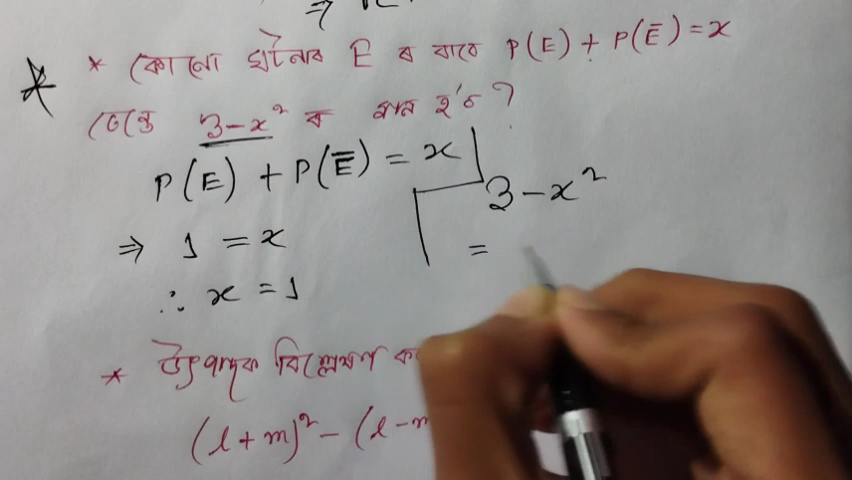 * কোনো ঘটনাৰ E ৰ বাবে P(E) + P(Ē) = x
তেন্তে 3-x² ৰ মান হ'ব ?
P(E) + P(Ē) = x
3-x²
⇒ 1 = x
=
∴ x = 1
* উৎপাদক বিশ্লেষণ
(l+m)² - (l-m